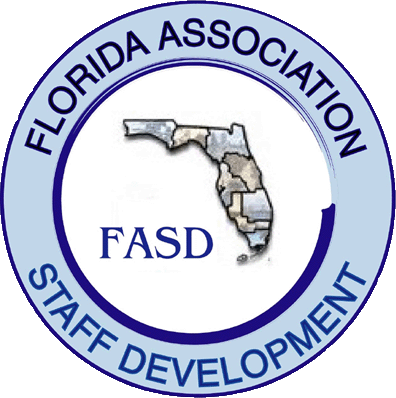 FLORIDA ASSOCIATION
FASD
STAFF DEVELOPMENT